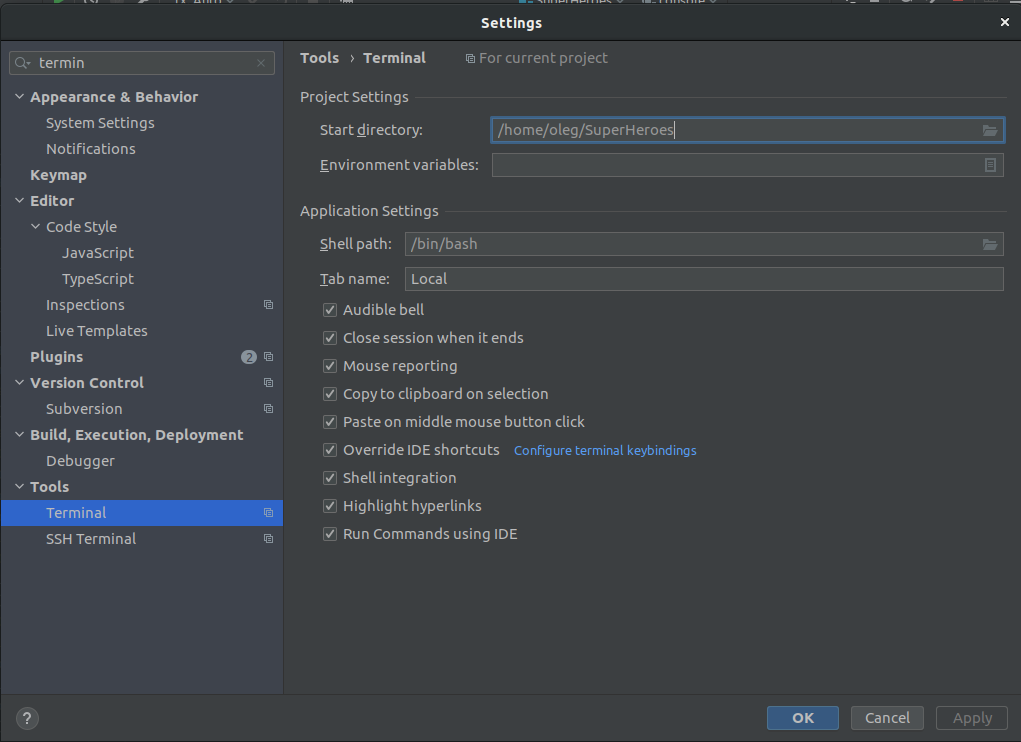 Settings
termin
Appearance & Behavior
System Settings
Notifications
Keymap
Editor
Code Style
JavaScript
TypeScript
Inspections
Live Templates
Plugins 2
Version Control
Subversion
Build, Execution, Deployment
Debugger
Tools
Terminal
SSH Terminal
Tools › Terminal For current project
Project Settings
Start directory: /home/oleg/SuperHeroes
Environment variables:
Application Settings
Shell path: /bin/bash
Tab name: Local
Audible bell
Close session when it ends
Mouse reporting
Copy to clipboard on selection
Paste on middle mouse button click
Override IDE shortcuts Configure terminal keybindings
Shell integration
Highlight hyperlinks
Run Commands using IDE
?
OK Cancel Apply